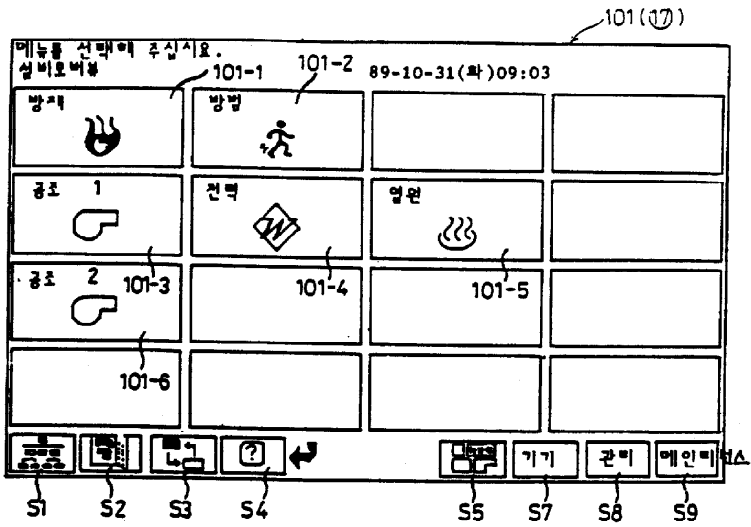 101(17)
메뉴를 선택해 주십시요.
설비오버뷰
101-1
101-2
89-10-31(화)09:03
방재
방범
공조 1
전력
열원
101-3
101-4
101-5
공조 2
101-6
?
기기
관리
메인테넌스
S1
S2
S3
S4
S5
S7
S8
S9